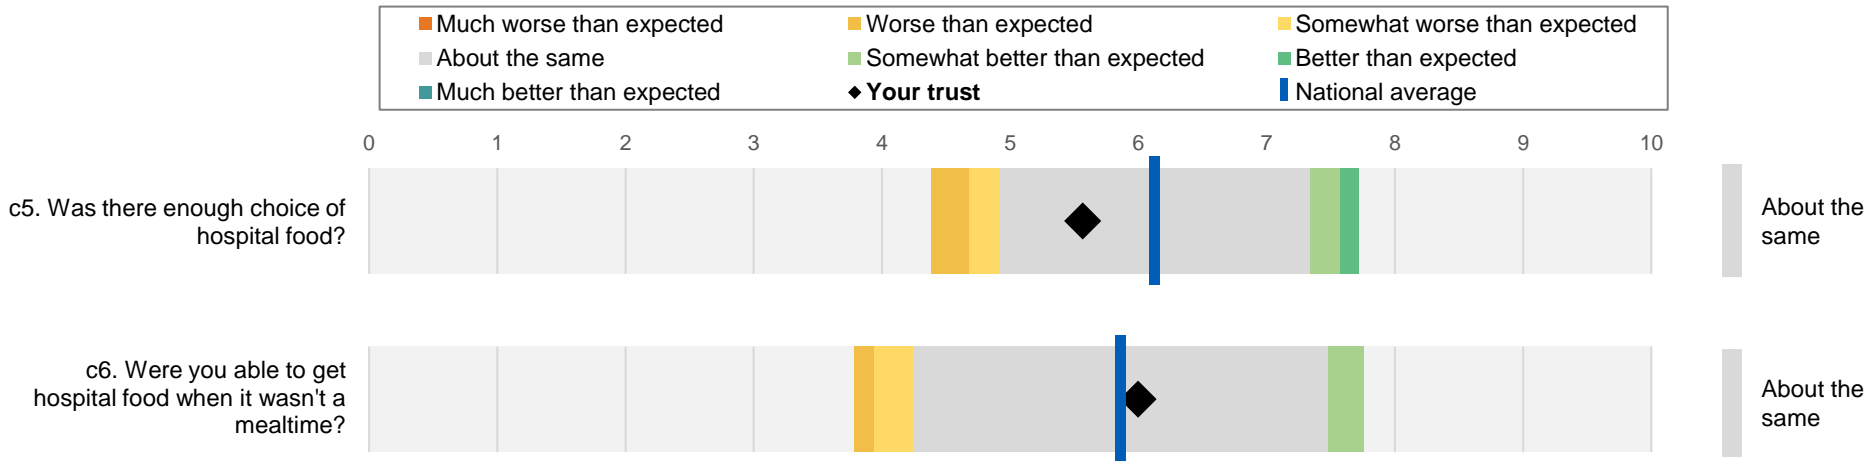 Much worse than expected
Worse than expected
Somewhat worse than expected
About the same
Somewhat better than expected
Better than expected
Much better than expected
Your trust
National average
0 1 2 3 4 5 6 7 8 9 10
c5. Was there enough choice of
hospital food?
About the
same
c6. Were you able to get
hospital food when it wasn't a
mealtime?
About the
same